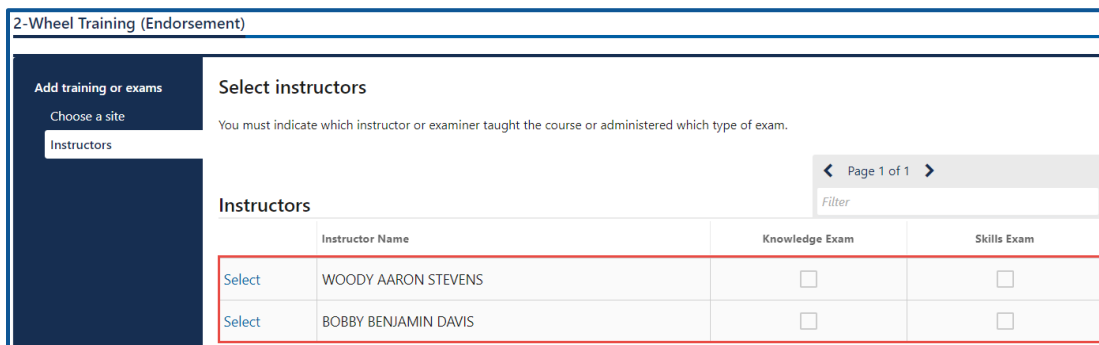 2-Wheel Training (Endorsement)
Add training or exams
Choose a site
Instructors
Select instructors
You must indicate which instructor or examiner taught the course or administered which type of exam.
Page 1 of 1
Filter
Instructors
Instructor Name Knowledge Exam Skills Exam
Select WOODY AARON STEVENS
Select BOBBY BENJAMIN DAVIS